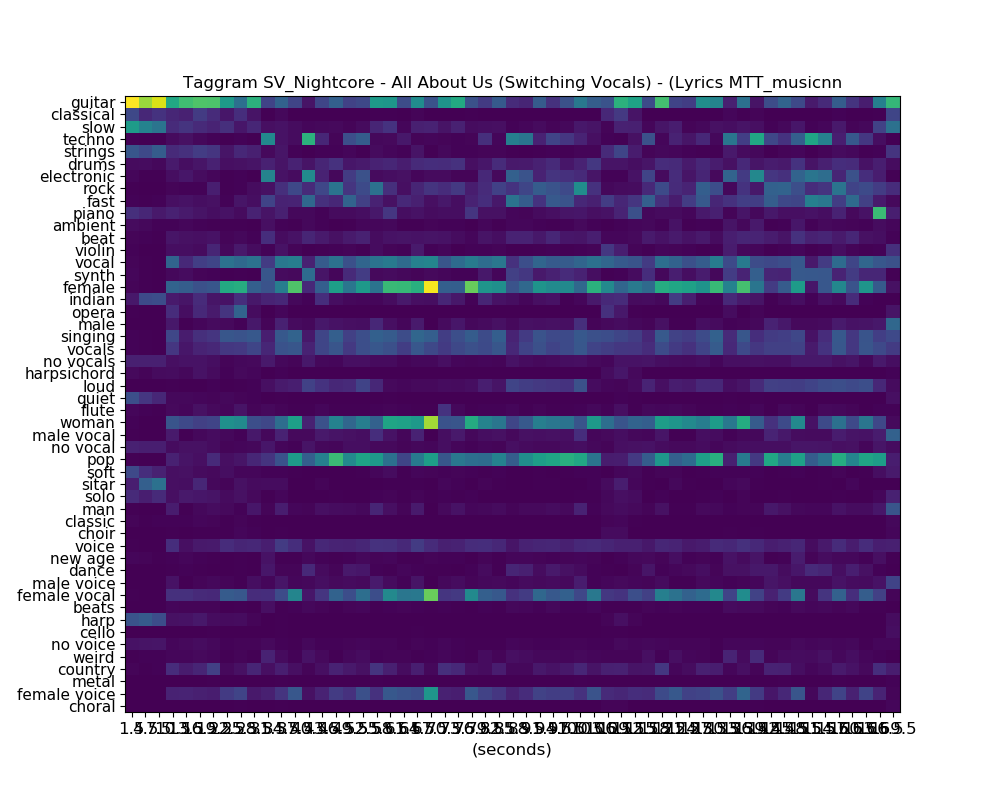 Taggram SV_Nightcore - All About Us (Switching Vocals) - (Lyrics MTT_musicnn
guitar
classical
slow
techno
strings
drums
electronic
rock
fast
piano
ambient
beat
violin
vocal
synth
female
indian
opera
male
singing
vocals
no vocals
harpsichord
loud
quiet
flute
woman
male vocal
no vocal
pop
soft
sitar
solo
man
classic
choir
voice
new age
dance
male voice
female vocal
beats
harp
cello
no voice
weird
country
metal
female voice
choral
(seconds)